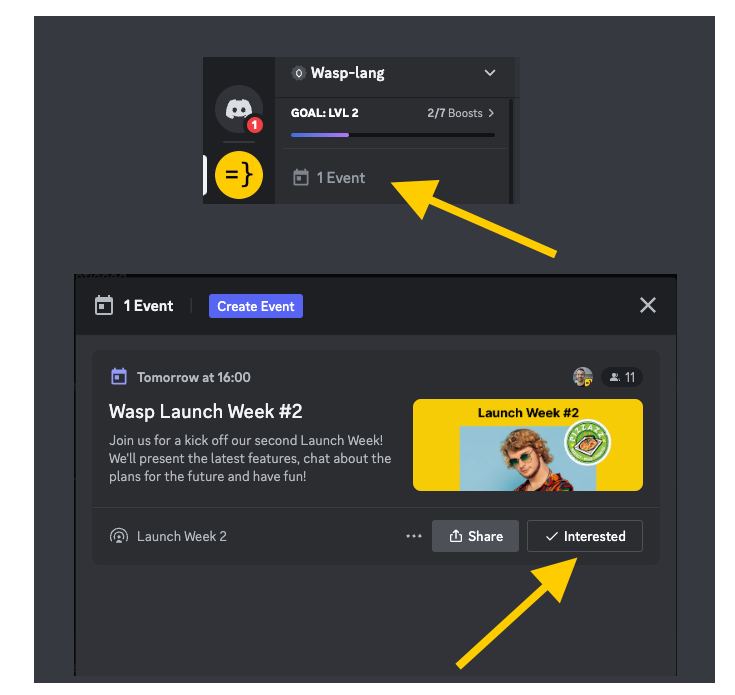 Wasp-lang
GOAL: LVL 2
2/7 Boosts
1
=}
1 Event
1 Event
Create Event
Tomorrow at 16:00
11
Wasp Launch Week #2
Join us for a kick off our second Launch Week!
We'll present the latest features, chat about the
plans for the future and have fun!
Launch Week #2
PIZZAZZ
Launch Week 2
Share
Interested